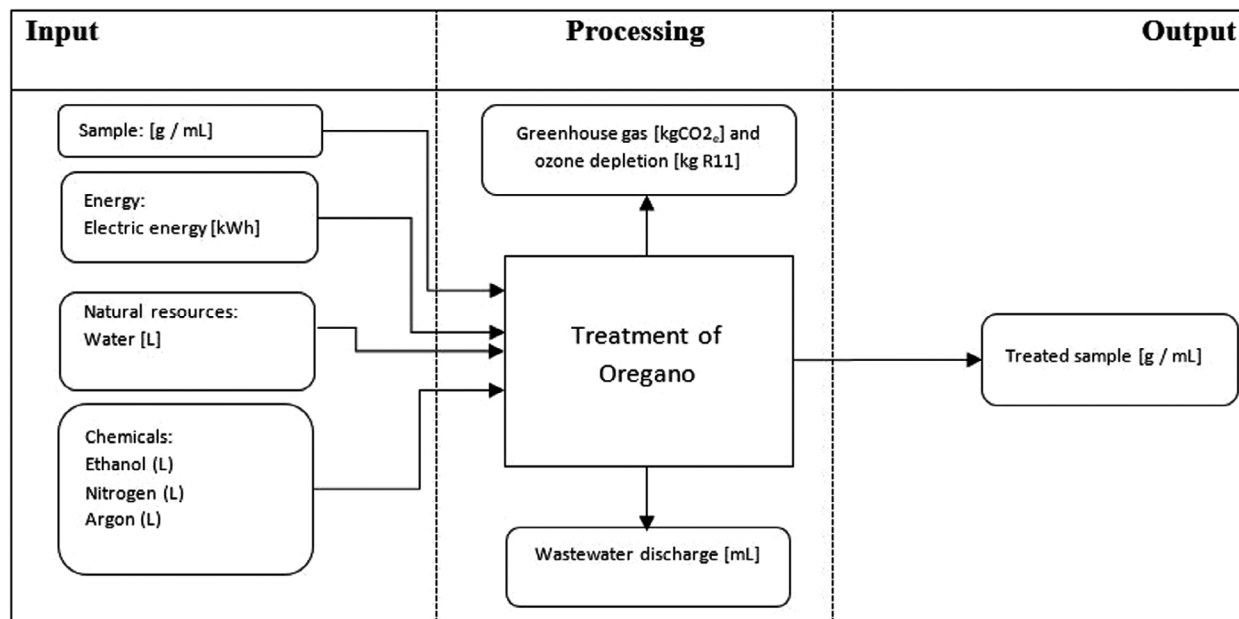 Input
Processing
Output
Sample: [g / mL]
Energy:
Electric energy [kWh]
Natural resources:
Water [L]
Chemicals:
Ethanol (L)
Nitrogen (L)
Argon (L)
Greenhouse gas [kgCO2e] and
ozone depletion [kg R11]
Treatment of
Oregano
Wastewater discharge [mL]
Treated sample [g / mL]